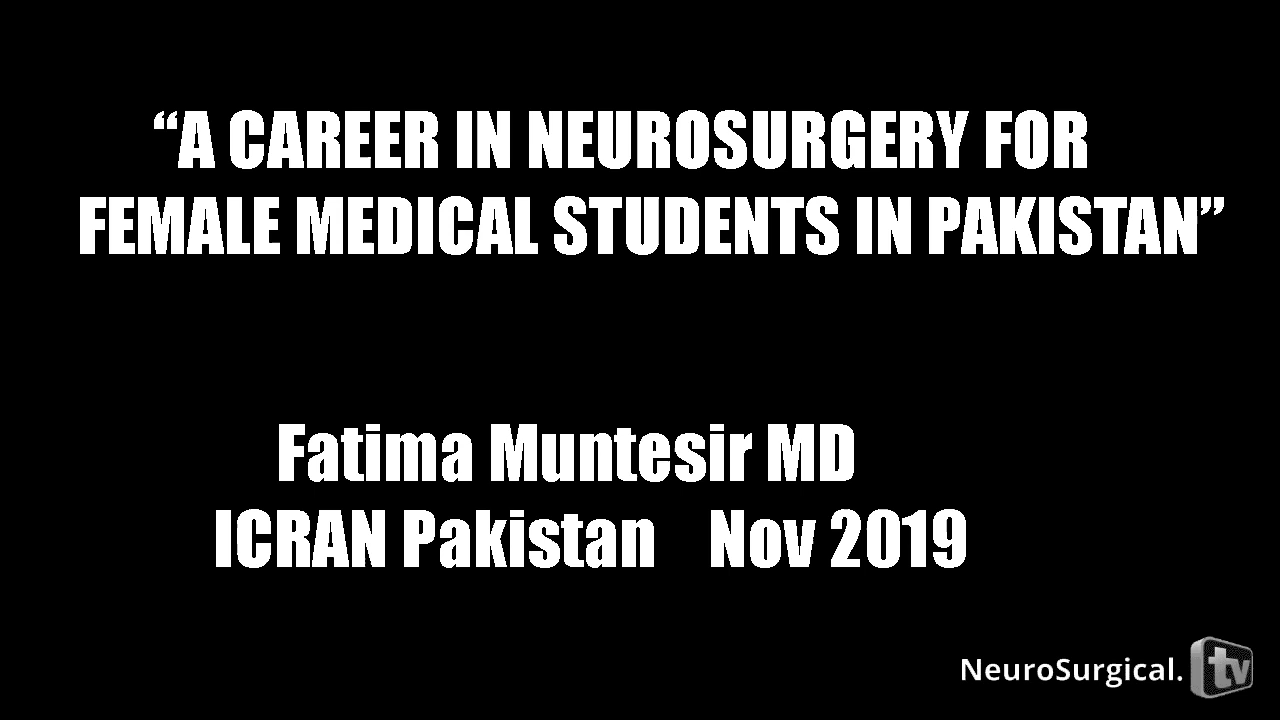 “A CAREER IN NEUROSURGERY FOR
FEMALE MEDICAL STUDENTS IN PAKISTAN”
Fatima Muntesir MD
ICRAN Pakistan Nov 2019
NeuroSurgical. tv